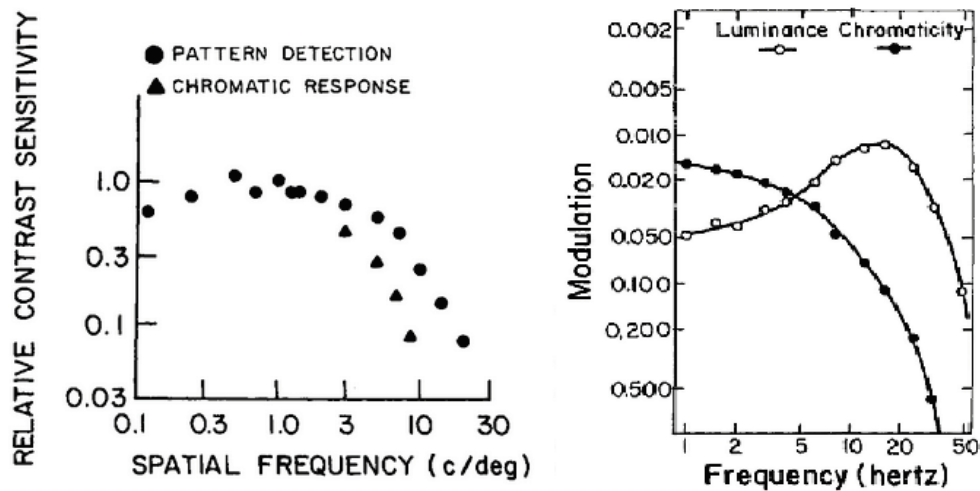 PATTERN DETECTION
CHROMATIC RESPONSE
RELATIVE CONTRAST SENSITIVITY
1.0
0.3
0.1
0.03
0.1 0.3 1.0 3 10 30
SPATIAL FREQUENCY (c/deg)
Luminance Chromaticity
Modulation
0.002
0.005
0.010
0.020
0.050
0.100
0,200
0.500
1 2 5 10 20 50
Frequency (hertz)